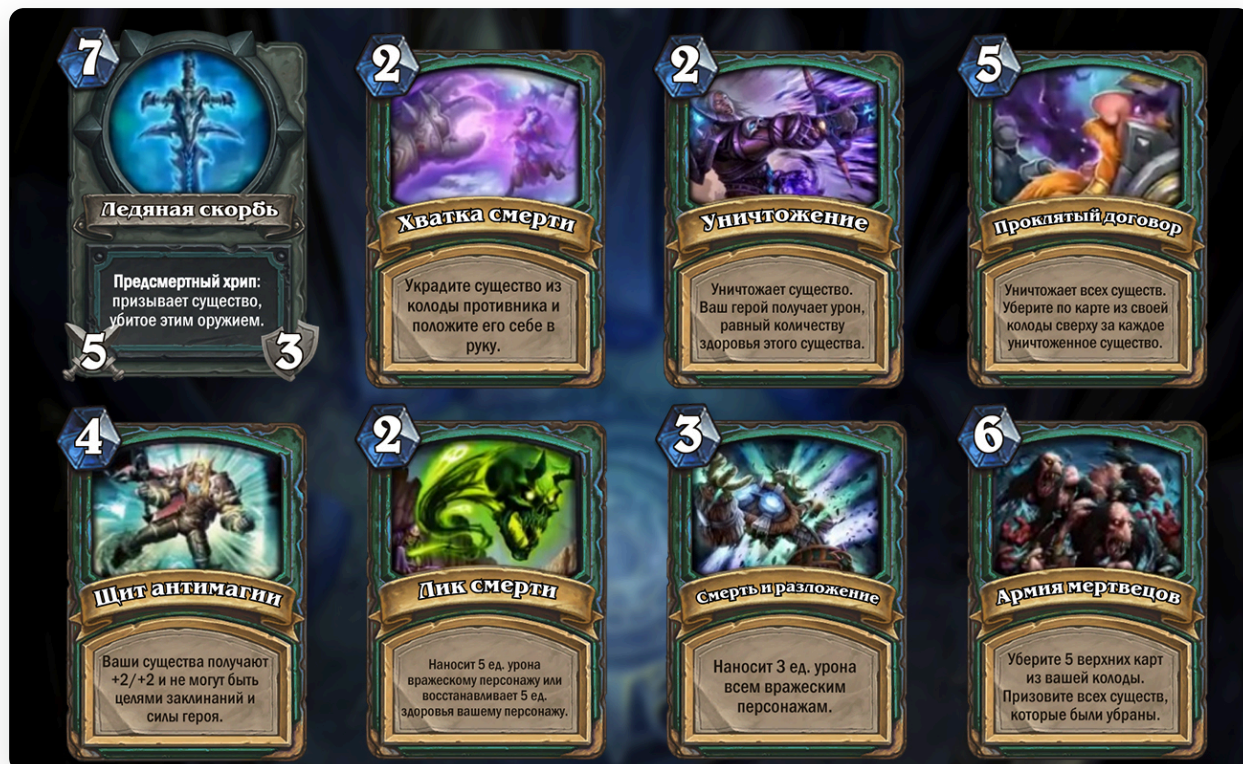 7
Ледяная скорбь
Предсмертный хрип:
призывает существо,
убитое этим оружием.
5
3
2
Хватка смерти
Украдите существо из
колоды противника и
положите его себе в
руку.
2
Уничтожение
Уничтожает существо.
Ваш герой получает урон,
равный количеству
здоровья этого существа.
5
Проклятый договор
Уничтожает всех существ.
Уберите по карте из своей
колоды сверху за каждое
уничтоженное существо.
4
Щит антимагии
Ваши существа получают
+2/+2 и не могут быть
целями заклинаний и
силы героя.
2
Лик смерти
Наносит 5 ед. урона
вражескому персонажу или
восстанавливает 5 ед.
здоровья вашему персонажу.
3
Смерть и разложение
Наносит 3 ед. урона
всем вражеским
персонажам.
6
Армия мертвецов
Уберите 5 верхних карт
из вашей колоды.
Призовите всех существ,
которые были убраны.